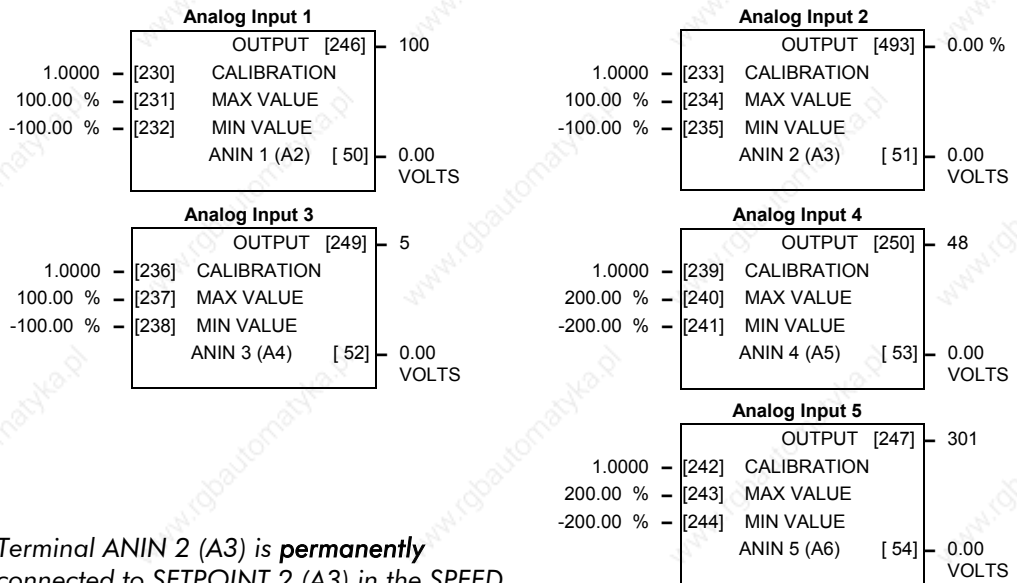 Analog Input 1
OUTPUT [246] – 100
1.0000 – [230] CALIBRATION
100.00 % – [231] MAX VALUE
-100.00 % – [232] MIN VALUE
ANIN 1 (A2) [ 50] – 0.00
VOLTS
Analog Input 2
OUTPUT [493] – 0.00 %
1.0000 – [233] CALIBRATION
100.00 % – [234] MAX VALUE
-100.00 % – [235] MIN VALUE
ANIN 2 (A3) [ 51] – 0.00
VOLTS
Analog Input 3
OUTPUT [249] – 5
1.0000 – [236] CALIBRATION
100.00 % – [237] MAX VALUE
-100.00 % – [238] MIN VALUE
ANIN 3 (A4) [ 52] – 0.00
VOLTS
Analog Input 4
OUTPUT [250] – 48
1.0000 – [239] CALIBRATION
200.00 % – [240] MAX VALUE
-200.00 % – [241] MIN VALUE
ANIN 4 (A5) [ 53] – 0.00
VOLTS
Analog Input 5
OUTPUT [247] – 301
1.0000 – [242] CALIBRATION
200.00 % – [243] MAX VALUE
-200.00 % – [244] MIN VALUE
ANIN 5 (A6) [ 54] – 0.00
VOLTS
Terminal ANIN 2 (A3) is permanently
connected to SETPOINT 2 (A3) in the SPEED
www.rgbautomatyka.pl